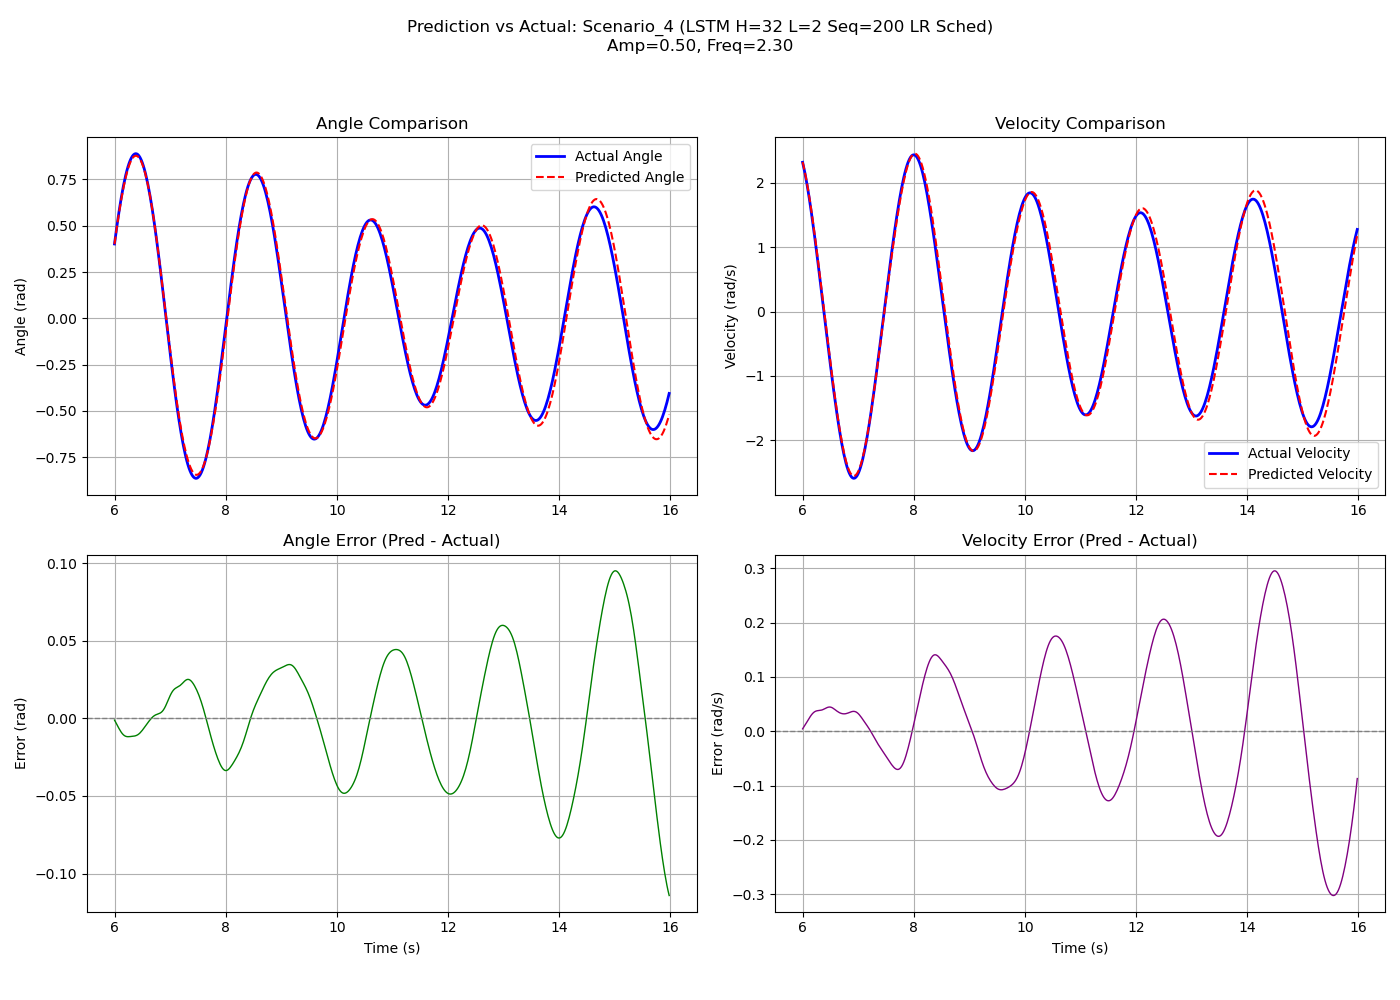 Prediction vs Actual: Scenario_4 (LSTM H=32 L=2 Seq=200 LR Sched)
Amp=0.50, Freq=2.30
Angle Comparison
Actual Angle
Predicted Angle
Angle (rad)
0.75
0.50
0.25
0.00
−0.25
−0.50
−0.75
6 8 10 12 14 16
Velocity Comparison
Velocity (rad/s)
2
1
0
−1
−2
Actual Velocity
Predicted Velocity
6 8 10 12 14 16
Angle Error (Pred - Actual)
Error (rad)
0.10
0.05
0.00
−0.05
−0.10
6 8 10 12 14 16
Time (s)
Velocity Error (Pred - Actual)
Error (rad/s)
0.3
0.2
0.1
0.0
−0.1
−0.2
−0.3
6 8 10 12 14 16
Time (s)